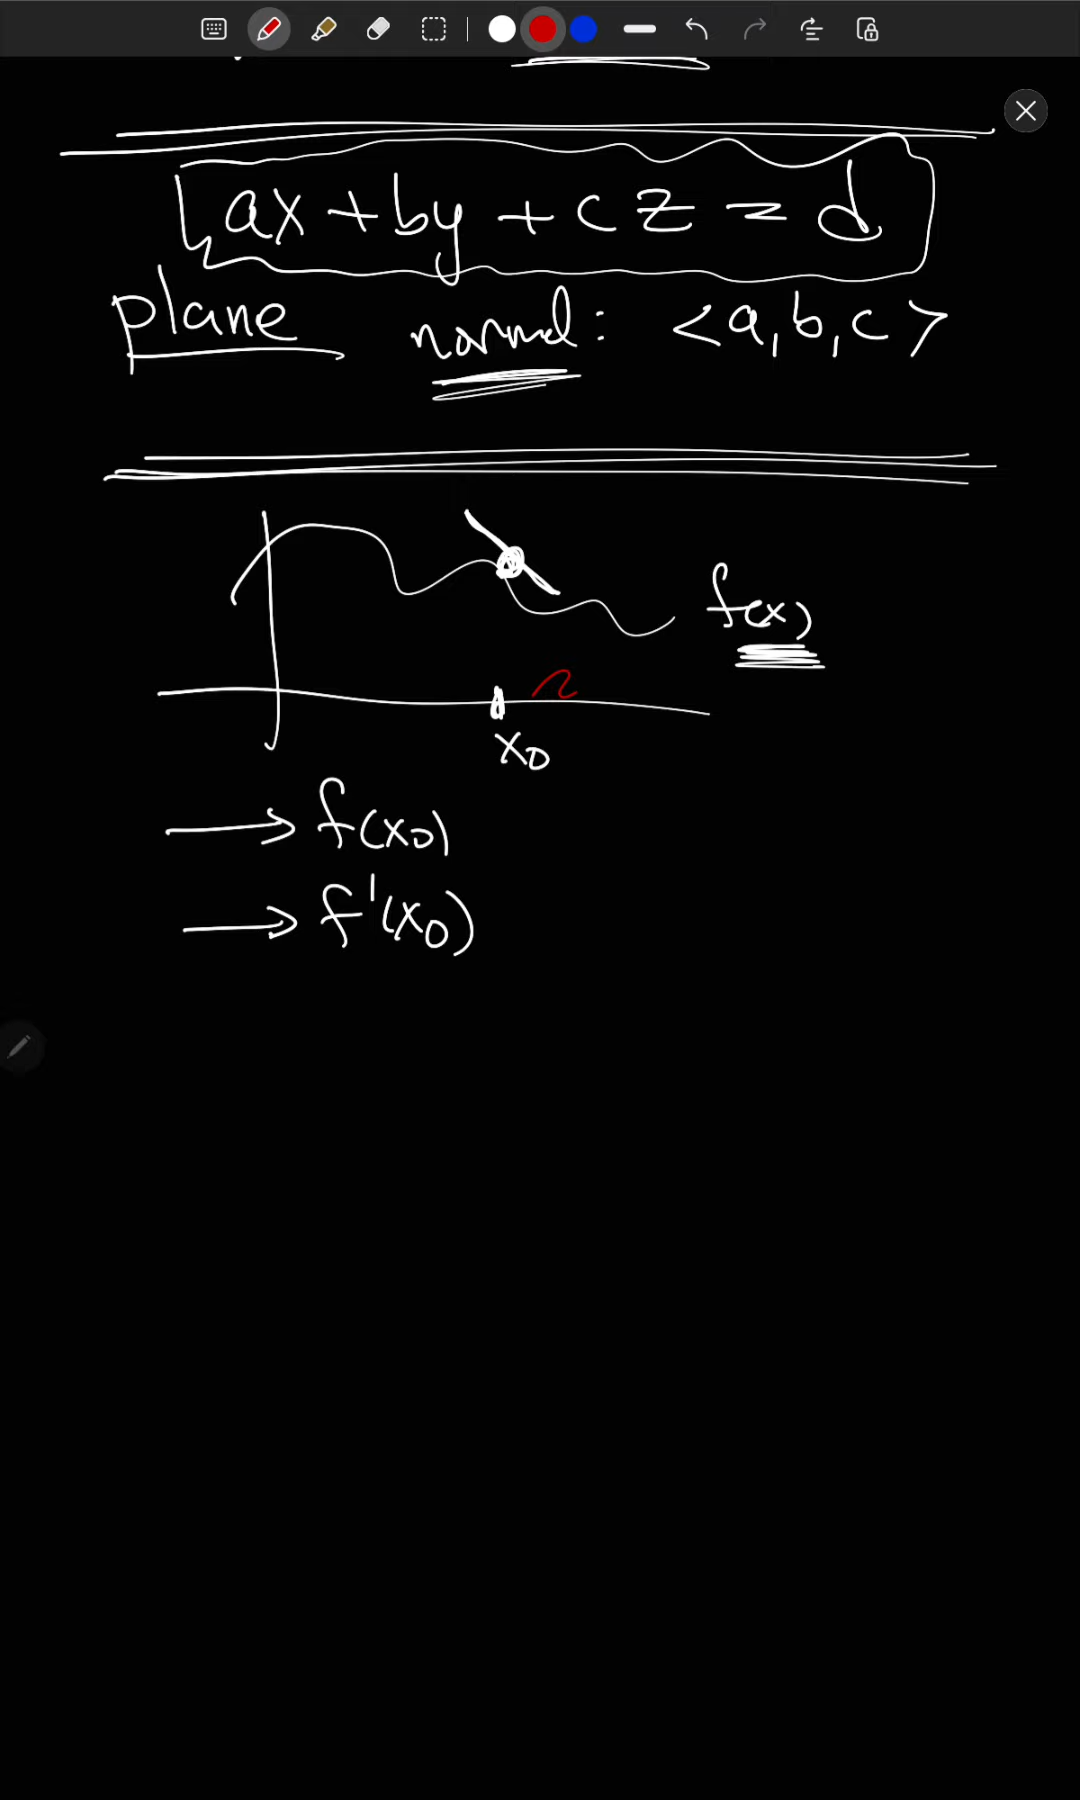 ax + by + cz = d
plane normal: <a, b, c>
f(x)
x0
→ f(x0)
→ f'(x0)